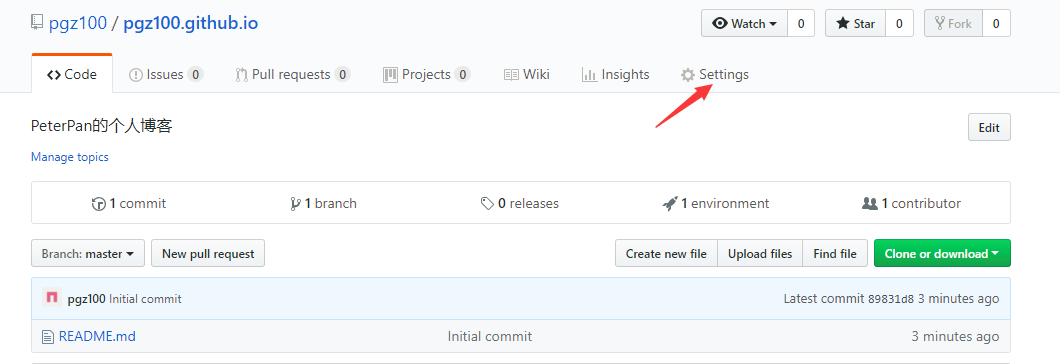 pgz100 / pgz100.github.io
Watch 0 Star 0 Fork 0
Code Issues 0 Pull requests 0 Projects 0 Wiki Insights Settings
PeterPan的个人博客 Edit
Manage topics
1 commit 1 branch 0 releases 1 environment 1 contributor
Branch: master New pull request Create new file Upload files Find file Clone or download
pgz100 Initial commit Latest commit 89831d8 3 minutes ago
README.md Initial commit 3 minutes ago